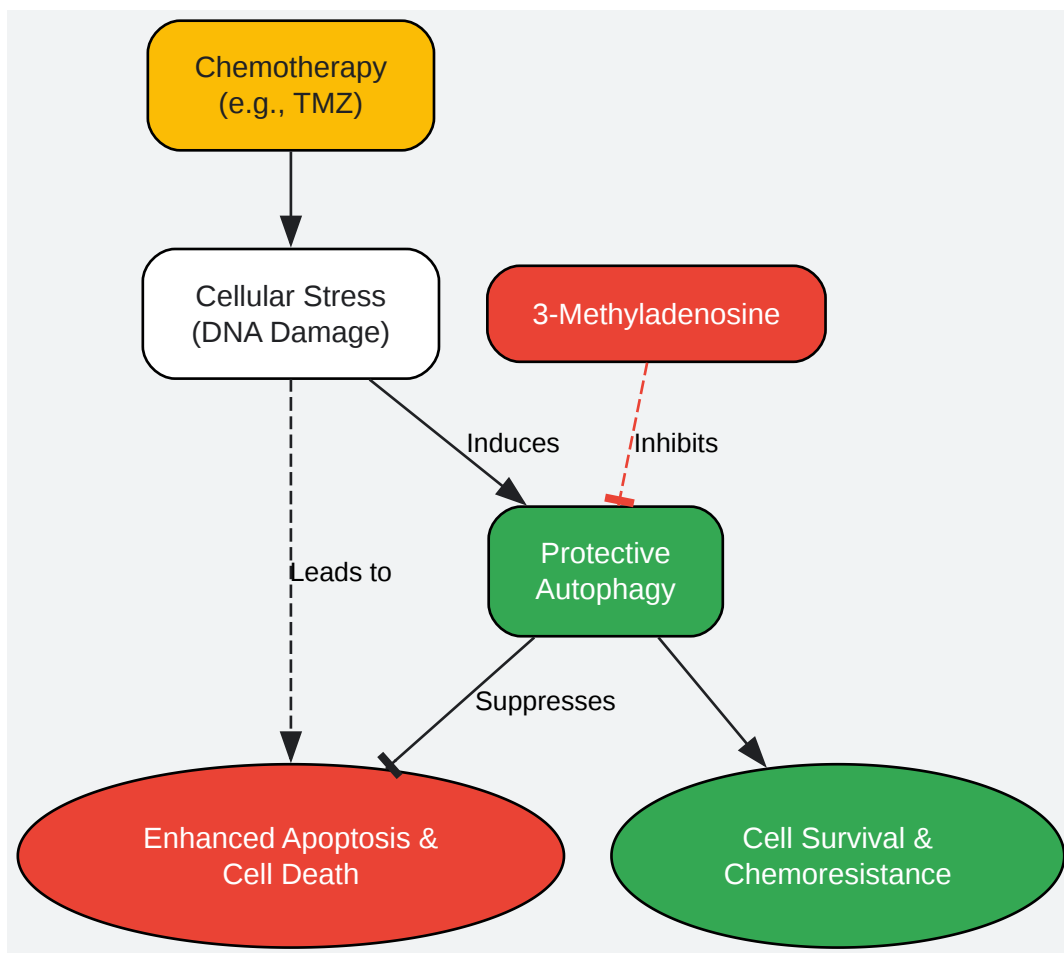 Chemotherapy
(e.g., TMZ)
Cellular Stress
(DNA Damage)
3-Methyladenosine
Induces
Inhibits
Protective
Autophagy
Leads to
Suppresses
Enhanced Apoptosis &
Cell Death
Cell Survival &
Chemoresistance